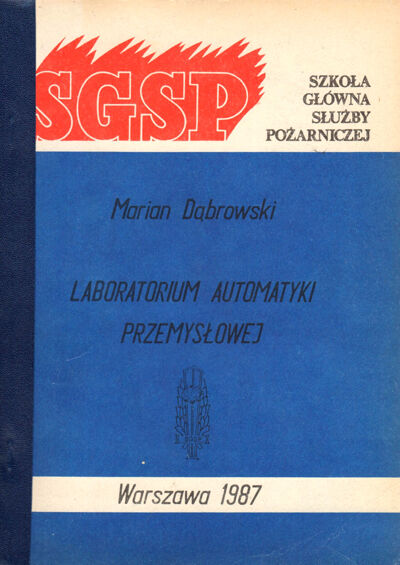 SGSP
SZKOŁA
GŁÓWNA
SŁUŻBY
POŻARNICZEJ
Marian Dąbrowski
LABORATORIUM AUTOMATYKI
PRZEMYSŁOWEJ
Warszawa 1987